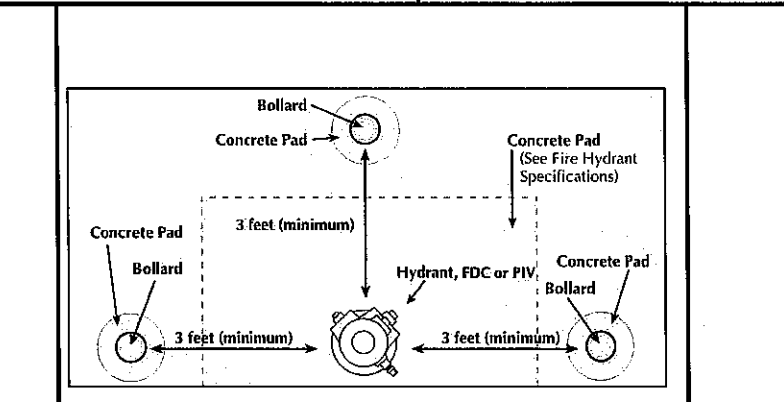 Bollard
Concrete Pad
Concrete Pad
(See Fire Hydrant
Specifications)
3 feet (minimum)
Concrete Pad
Bollard
Hydrant, FDC or PIV
Concrete Pad
Bollard
3 feet (minimum)
3 feet (minimum)